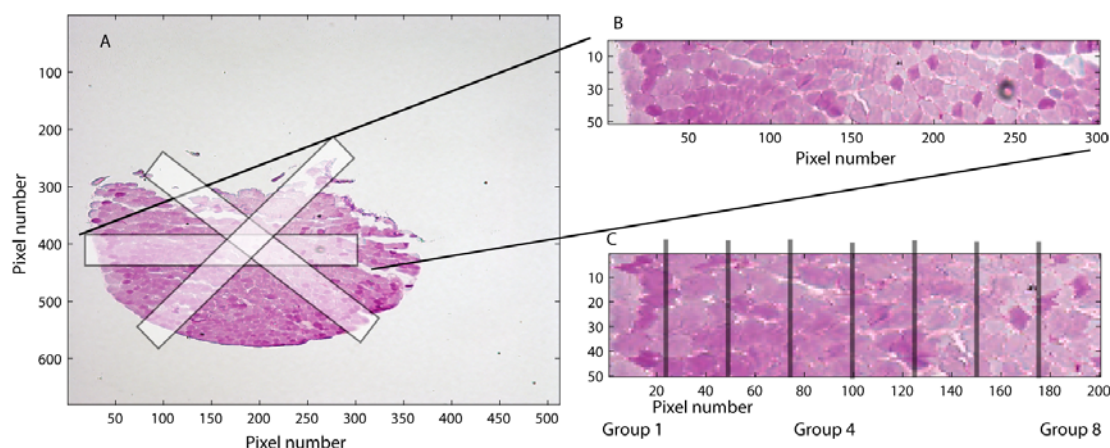 A
100
200
300
400
500
600
Pixel number
50 100 150 200 250 300 350 400 450 500
Pixel number
B
10
30
50
50 100 150 200 250 300
Pixel number
C
10
20
30
40
50
20 40 60 80 100 120 140 160 180 200
Pixel number
Group 1 Group 4 Group 8